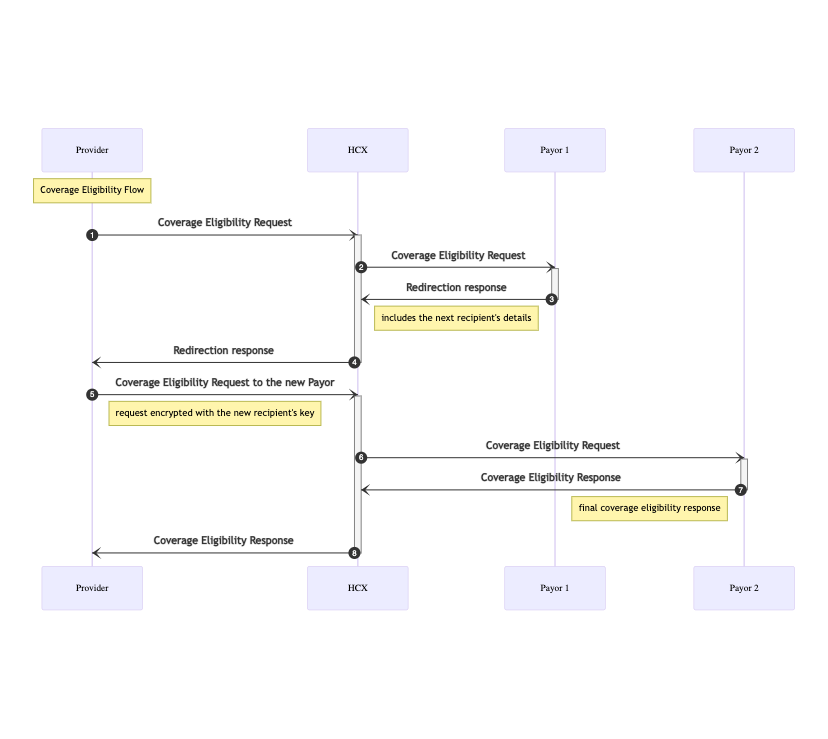 Provider
HCX
Payor 1
Payor 2
Coverage Eligibility Flow
Coverage Eligibility Request
1
Coverage Eligibility Request
2
Redirection response
3
includes the next recipient's details
Redirection response
4
Coverage Eligibility Request to the new Payor
5
request encrypted with the new recipient's key
Coverage Eligibility Request
6
Coverage Eligibility Response
7
final coverage eligibility response
Coverage Eligibility Response
8
Provider
HCX
Payor 1
Payor 2